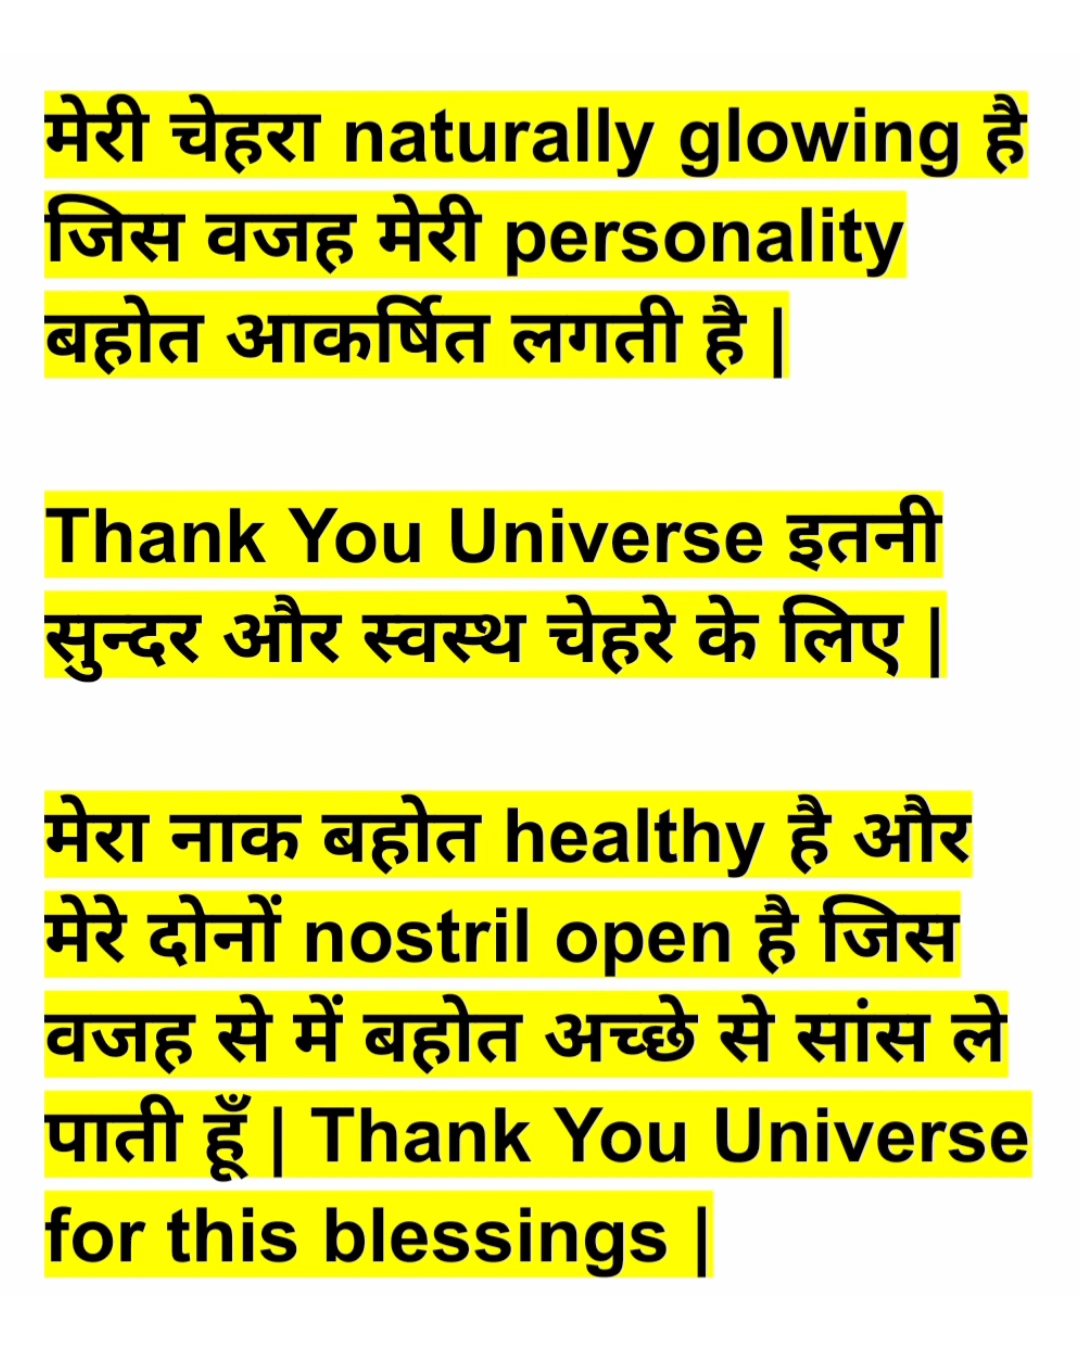 मेरी चेहरा naturally glowing है
जिस वजह मेरी personality
बहोत आकर्षित लगती है |
Thank You Universe इतनी
सुन्दर और स्वस्थ चेहरे के लिए |
मेरा नाक बहोत healthy है और
मेरे दोनों nostril open है जिस
वजह से में बहोत अच्छे से सांस ले
पाती हूँ | Thank You Universe
for this blessings |